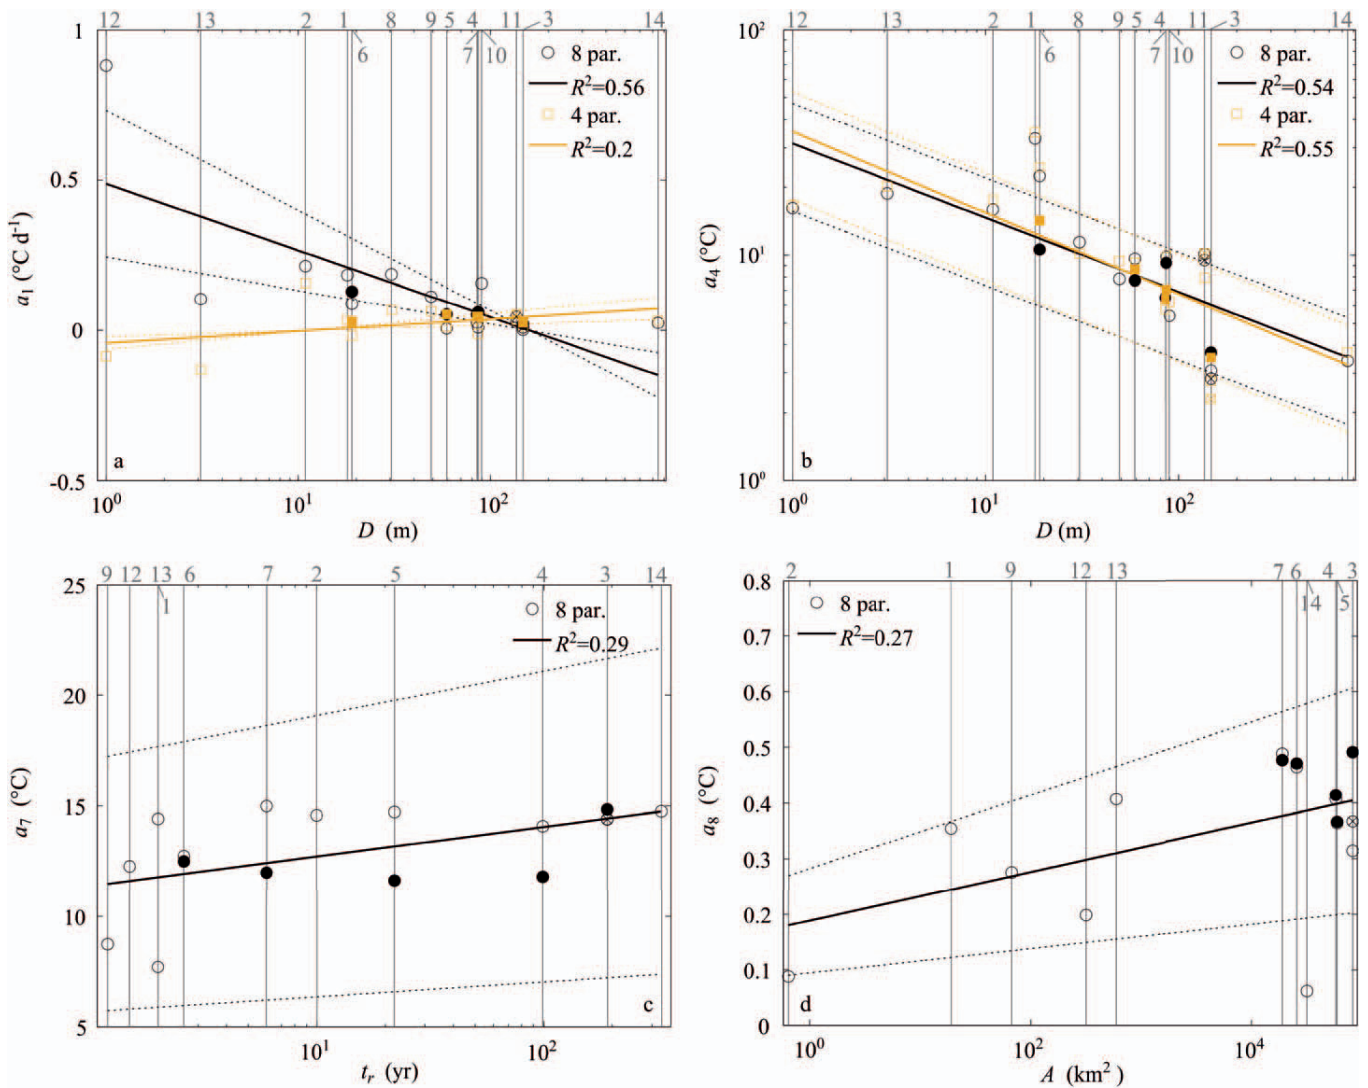 12 13 2 1 9 5 4 11 3 14
6 7 10
1
0.5
0
-0.5
a₁ (°C d⁻¹)
8 par.
R²=0.56
4 par.
R²=0.2
a
10⁰ 10¹ 10²
D (m)
12 13 2 1 8 9 5 4 11 3 14
6 7 10
10²
10¹
10⁰
a₄ (°C)
8 par.
R²=0.54
4 par.
R²=0.55
b
10⁰ 10¹ 10²
D (m)
9 12 13 6 7 2 5 4 3 14
1
25
20
15
10
5
a₇ (°C)
8 par.
R²=0.29
c
10¹ 10²
tᵣ (yr)
2 1 9 12 13 7 6 4 3
14 5
0.8
0.7
0.6
0.5
0.4
0.3
0.2
0.1
0
a₈ (°C)
8 par.
R²=0.27
d
10⁰ 10² 10⁴
A (km²)